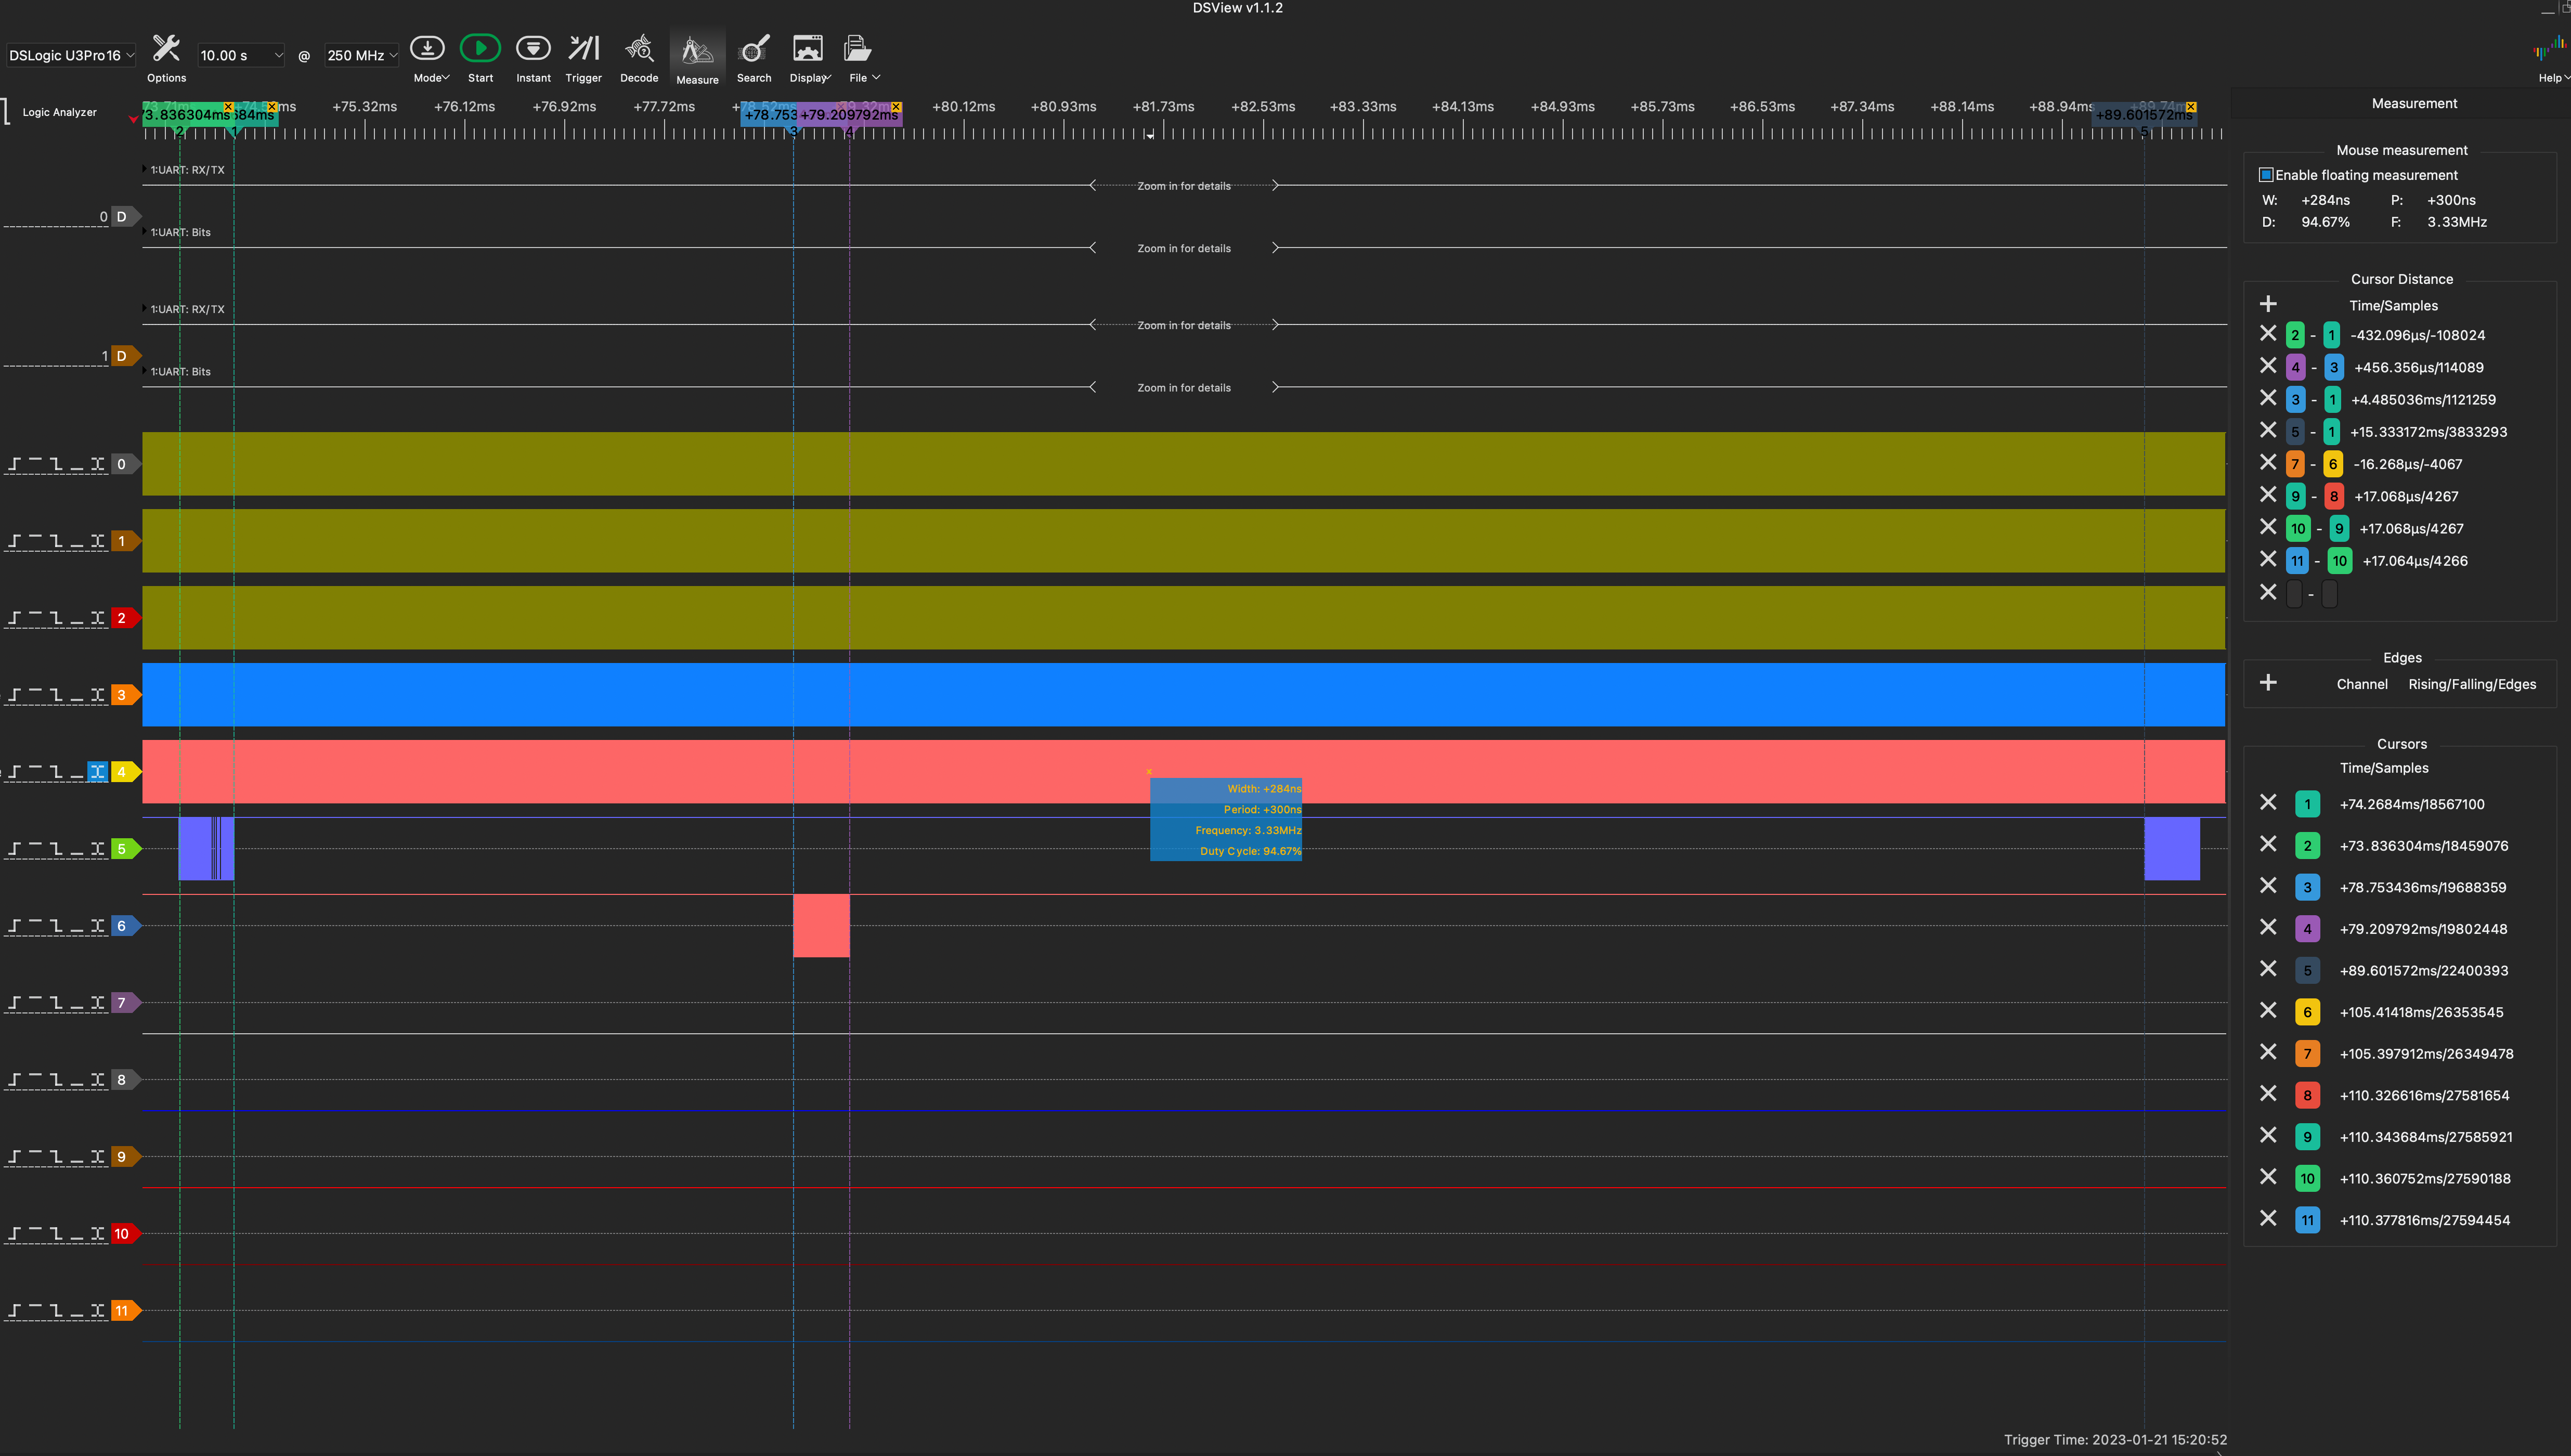 DSView v1.1.2
DSLogic U3Pro16
10.00 s
@
250 MHz
Options
Mode
Start
Instant
Trigger
Decode
Measure
Search
Display
File
Help
Logic Analyzer
+75.32ms +76.12ms +76.92ms +77.72ms +80.12ms +80.93ms +81.73ms +82.53ms +83.33ms +84.13ms +84.93ms +85.73ms +86.53ms +87.34ms +88.14ms +88.94ms
3.836304ms 684ms +78.753 +79.209792ms +89.601572ms
2 1 3 4 5
1:UART: RX/TX
Zoom in for details
0 D
1:UART: Bits
Zoom in for details
1:UART: RX/TX
Zoom in for details
1 D
1:UART: Bits
Zoom in for details
0
1
2
3
4
Width: +284ns
Period: +300ns
Frequency: 3.33MHz
Duty Cycle: 94.67%
5
6
7
8
9
10
11
Measurement
Mouse measurement
Enable floating measurement
W: +284ns P: +300ns
D: 94.67% F: 3.33MHz
Cursor Distance
Time/Samples
2 - 1 -432.096µs/-108024
4 - 3 +456.356µs/114089
3 - 1 +4.485036ms/1121259
5 - 1 +15.333172ms/3833293
7 - 6 -16.268µs/-4067
9 - 8 +17.068µs/4267
10 - 9 +17.068µs/4267
11 - 10 +17.064µs/4266
-
Edges
Channel Rising/Falling/Edges
Cursors
Time/Samples
1 +74.2684ms/18567100
2 +73.836304ms/18459076
3 +78.753436ms/19688359
4 +79.209792ms/19802448
5 +89.601572ms/22400393
6 +105.41418ms/26353545
7 +105.397912ms/26349478
8 +110.326616ms/27581654
9 +110.343684ms/27585921
10 +110.360752ms/27590188
11 +110.377816ms/27594454
Trigger Time: 2023-01-21 15:20:52